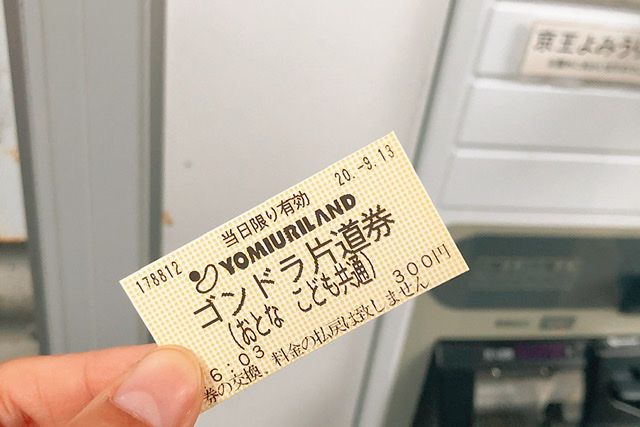 京王よみうり
178812
当日限り有効
20.-9.13
YOMIURILAND
ゴンドラ片道券
(おとな こども共通)
300円
6:03
券の交換、料金の払戻は致しません